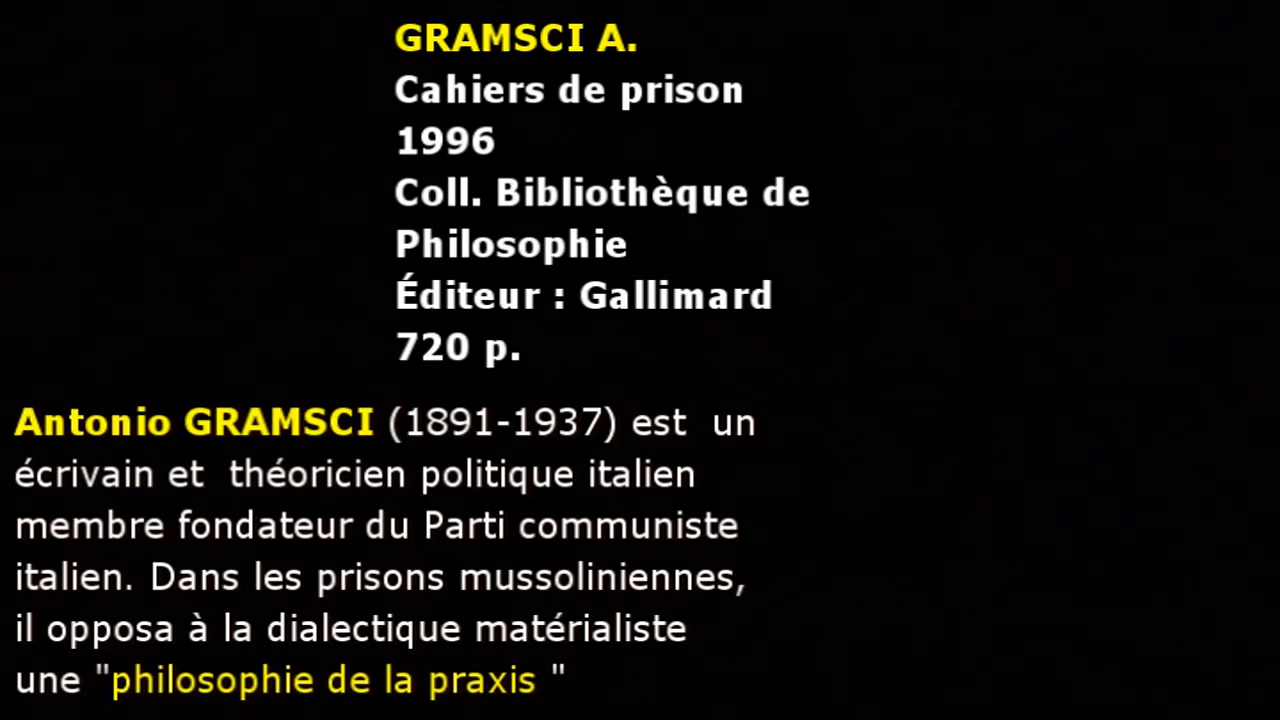 GRAMSCI A.
Cahiers de prison
1996
Coll. Bibliothèque de
Philosophie
Éditeur : Gallimard
720 p.
Antonio GRAMSCI (1891-1937) est un
écrivain et théoricien politique italien
membre fondateur du Parti communiste
italien. Dans les prisons mussoliniennes,
il opposa à la dialectique matérialiste
une "philosophie de la praxis "